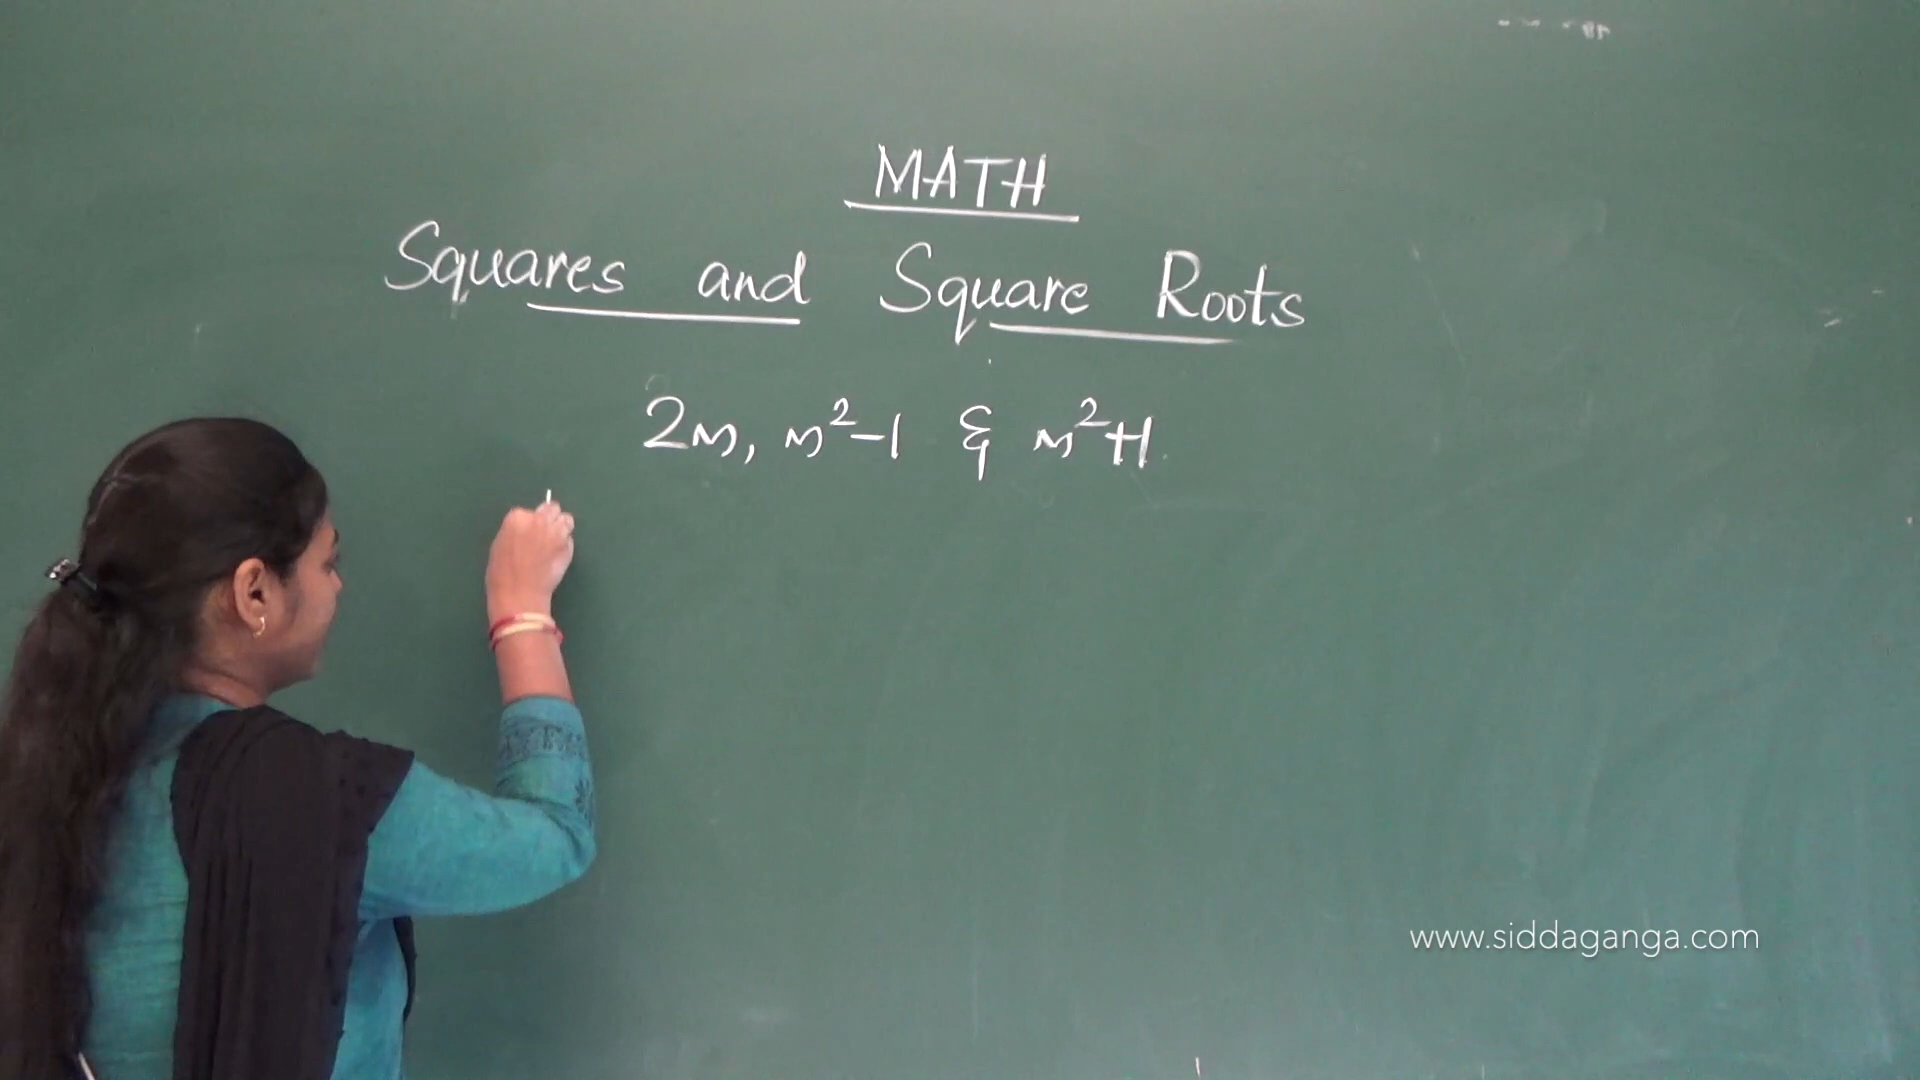 MATH
Squares and Square Roots
2m, m²-1 & m²+1
www.siddaganga.com